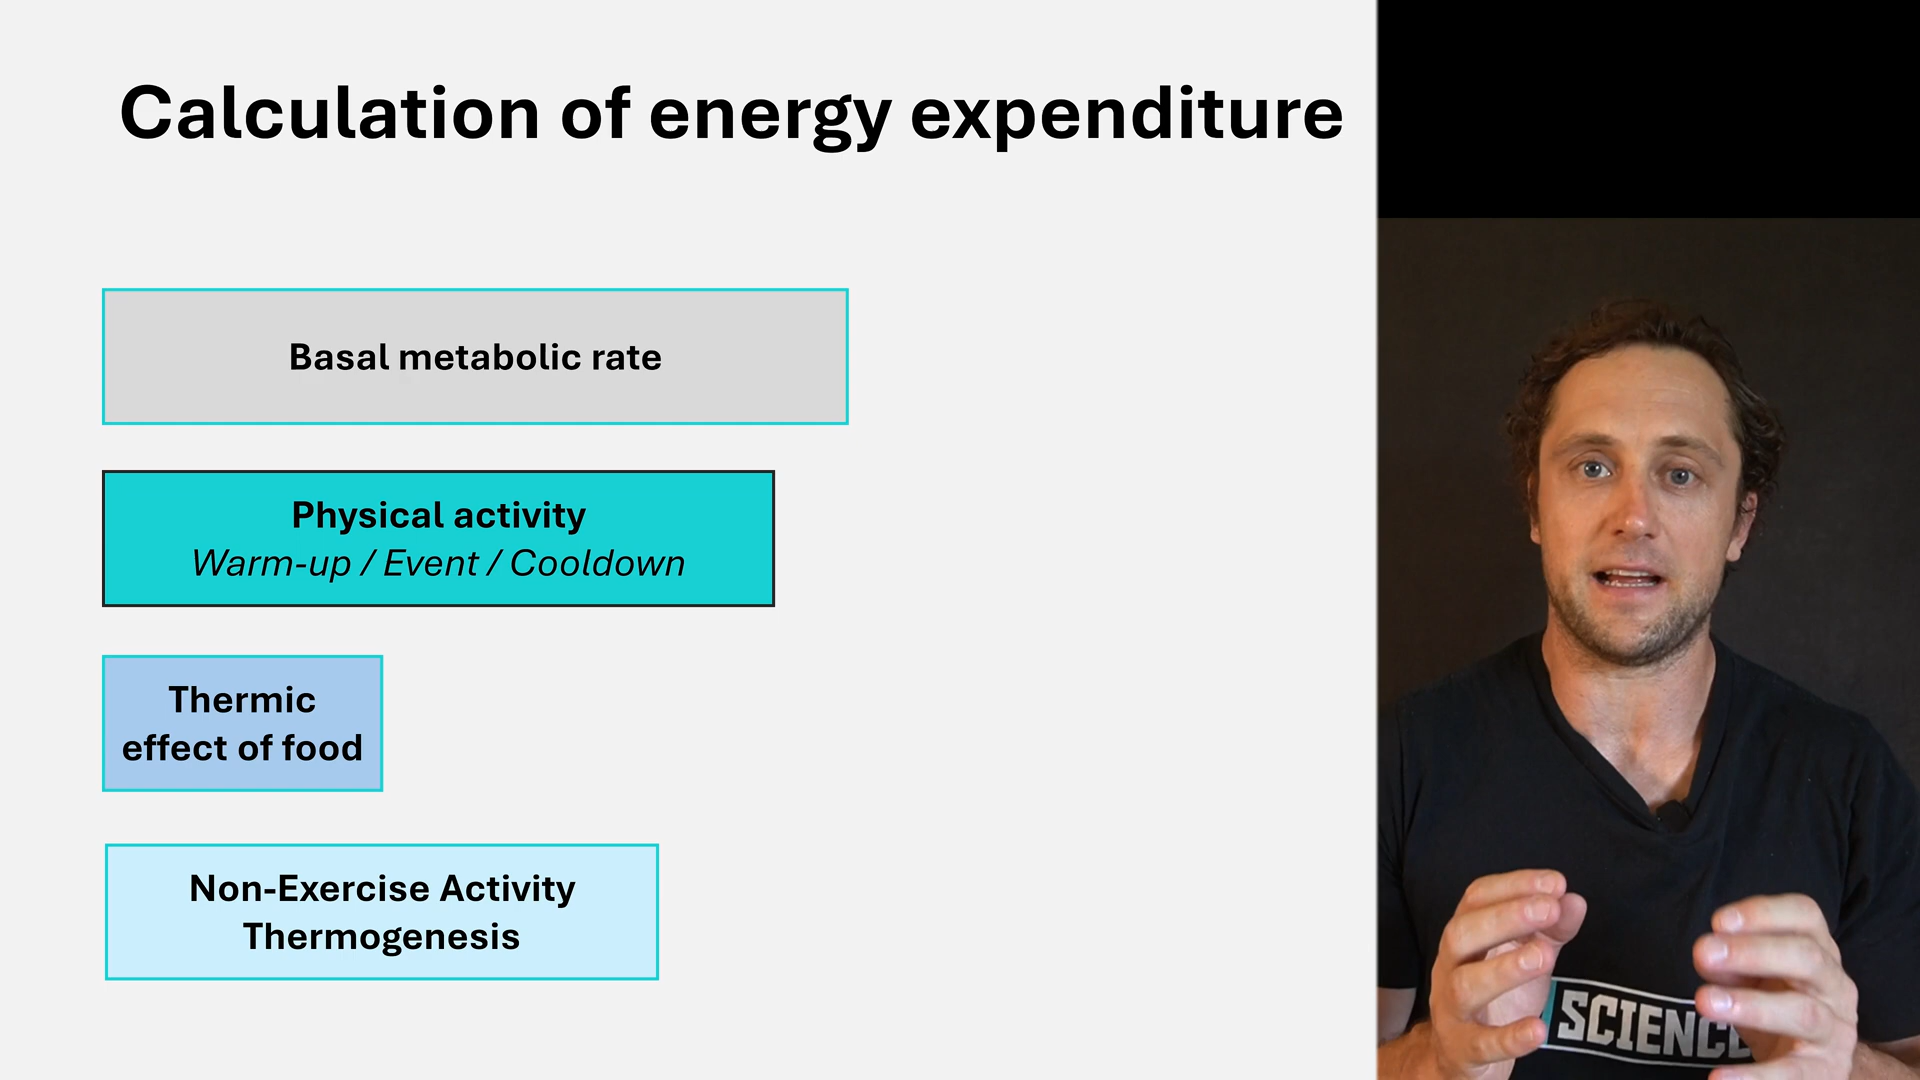 Calculation of energy expenditure
Basal metabolic rate
Physical activity
Warm-up / Event / Cooldown
Thermic
effect of food
Non-Exercise Activity
Thermogenesis
SCIENCE